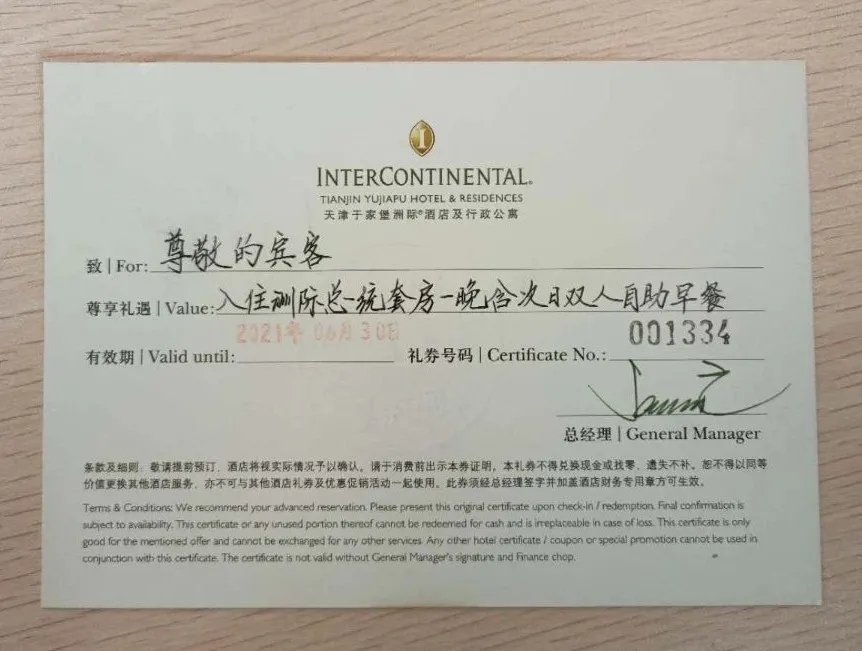 INTERCONTINENTAL®
TIANJIN YUJIAPU HOTEL & RESIDENCES
天津于家堡洲际®酒店及行政公寓
致 | For: 尊敬的宾客
尊享礼遇 | Value: 入住洲际总统套房一晚含次日双人自助早餐
2021年 06月 30日
001334
有效期 | Valid until:
礼券号码 | Certificate No.:
总经理 | General Manager
条款及细则: 敬请提前预订、酒店将视实际情况予以确认。请于消费前出示本券证明。本礼券不得兑换现金或找零、遗失不补。恕不得以同等
价值更换其他酒店服务、亦不可与其他酒店礼券及优惠促销活动一起使用。此券须经总经理签字并加盖酒店财务专用章方可生效。
Terms & Conditions: We recommend your advanced reservation. Please present this original certificate upon check-in / redemption. Final confirmation is
subject to availability. This certificate or any unused portion thereof cannot be redeemed for cash and is irreplaceable in case of loss. This certificate is only
good for the mentioned offer and cannot be exchanged for any other services. Any other hotel certificate / coupon or special promotion cannot be used in
conjunction with this certificate. The certificate is not valid without General Manager's signature and Finance chop.